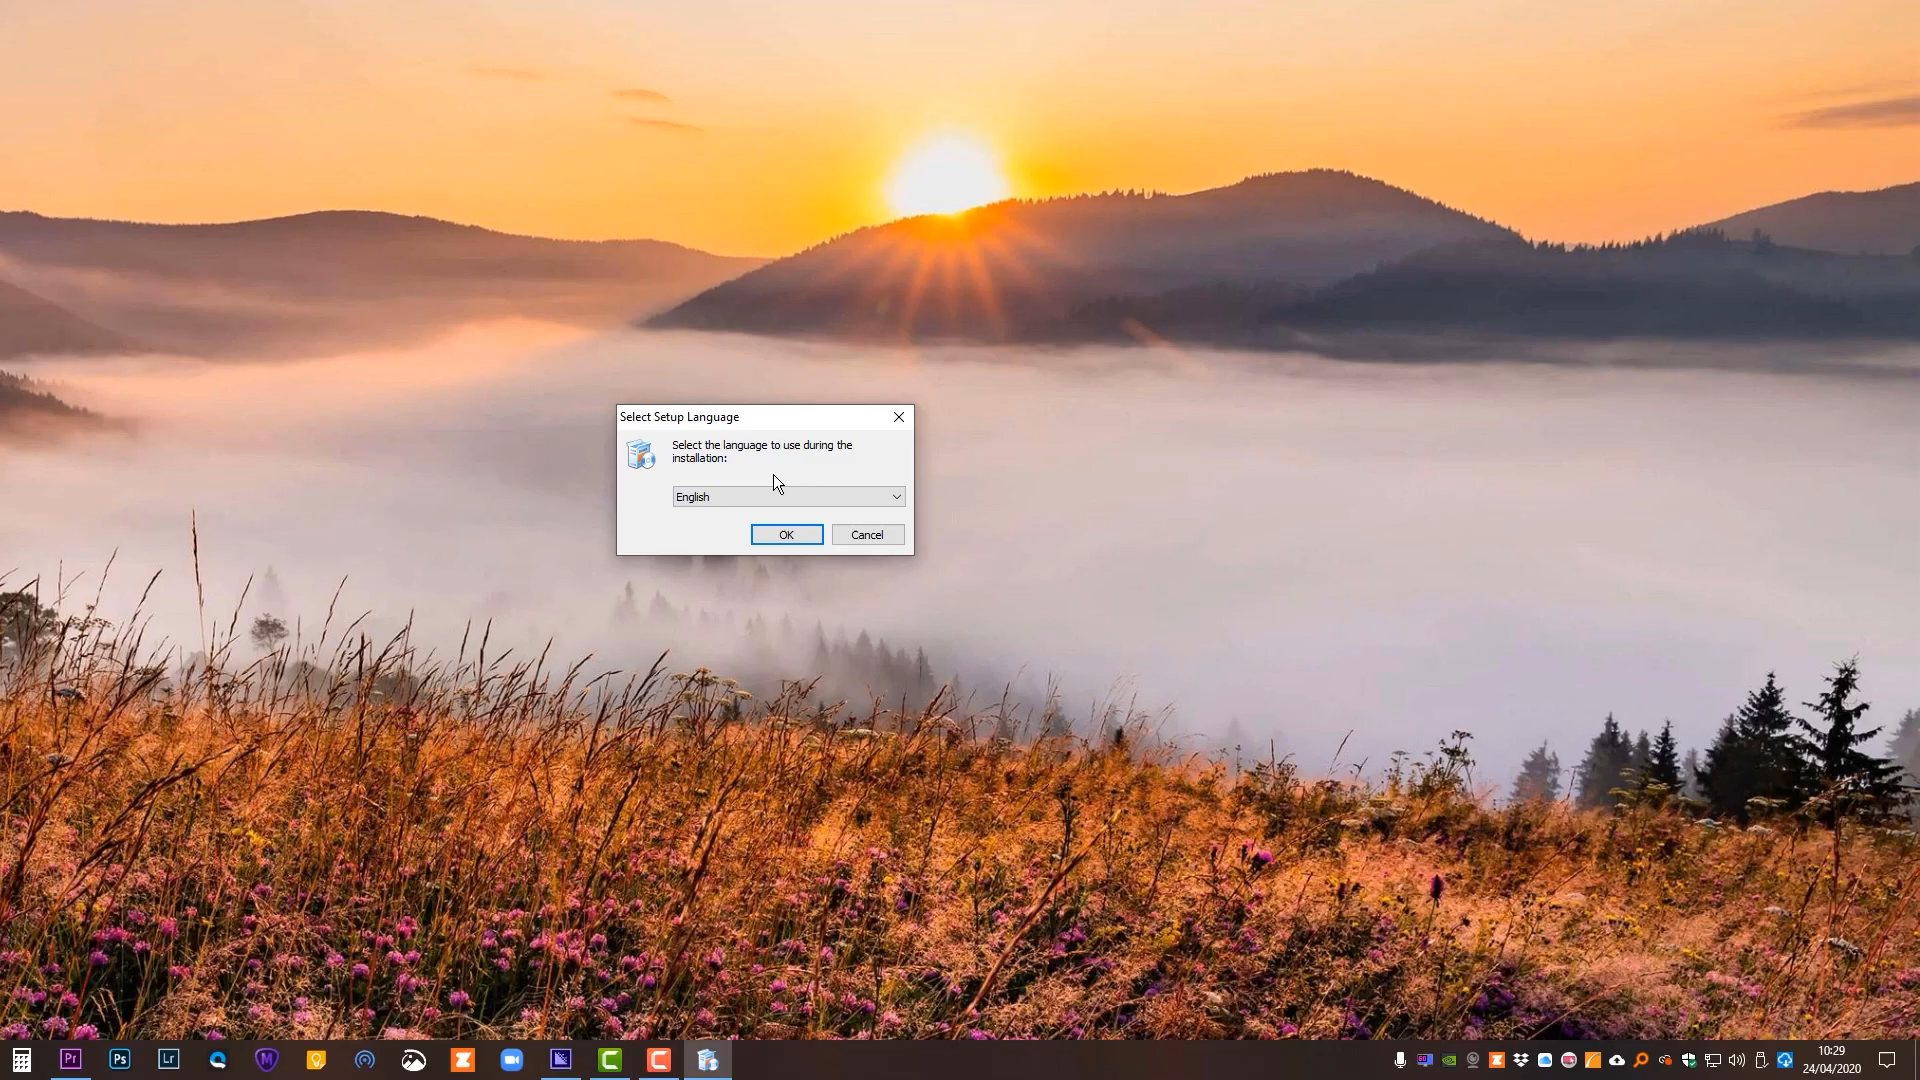 Select Setup Language
Select the language to use during the
installation:
English
OK
Cancel
Pr
Ps
Lr
M
60
10:29
24/04/2020